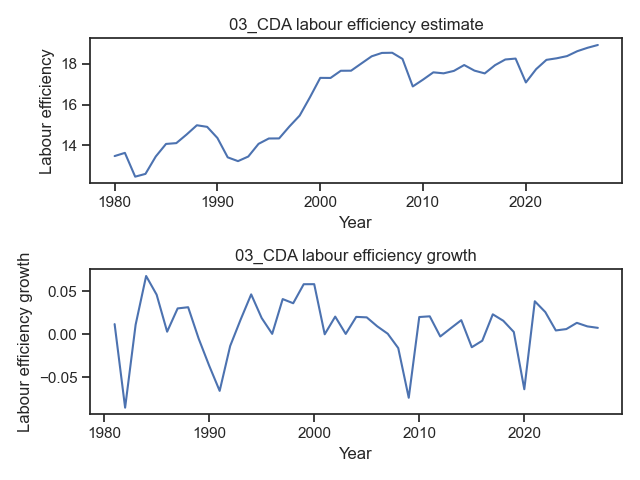 03_CDA labour efficiency estimate
Labour efficiency
18
16
14
1980 1990 2000 2010 2020
Year
03_CDA labour efficiency growth
Labour efficiency growth
0.05
0.00
−0.05
1980 1990 2000 2010 2020
Year